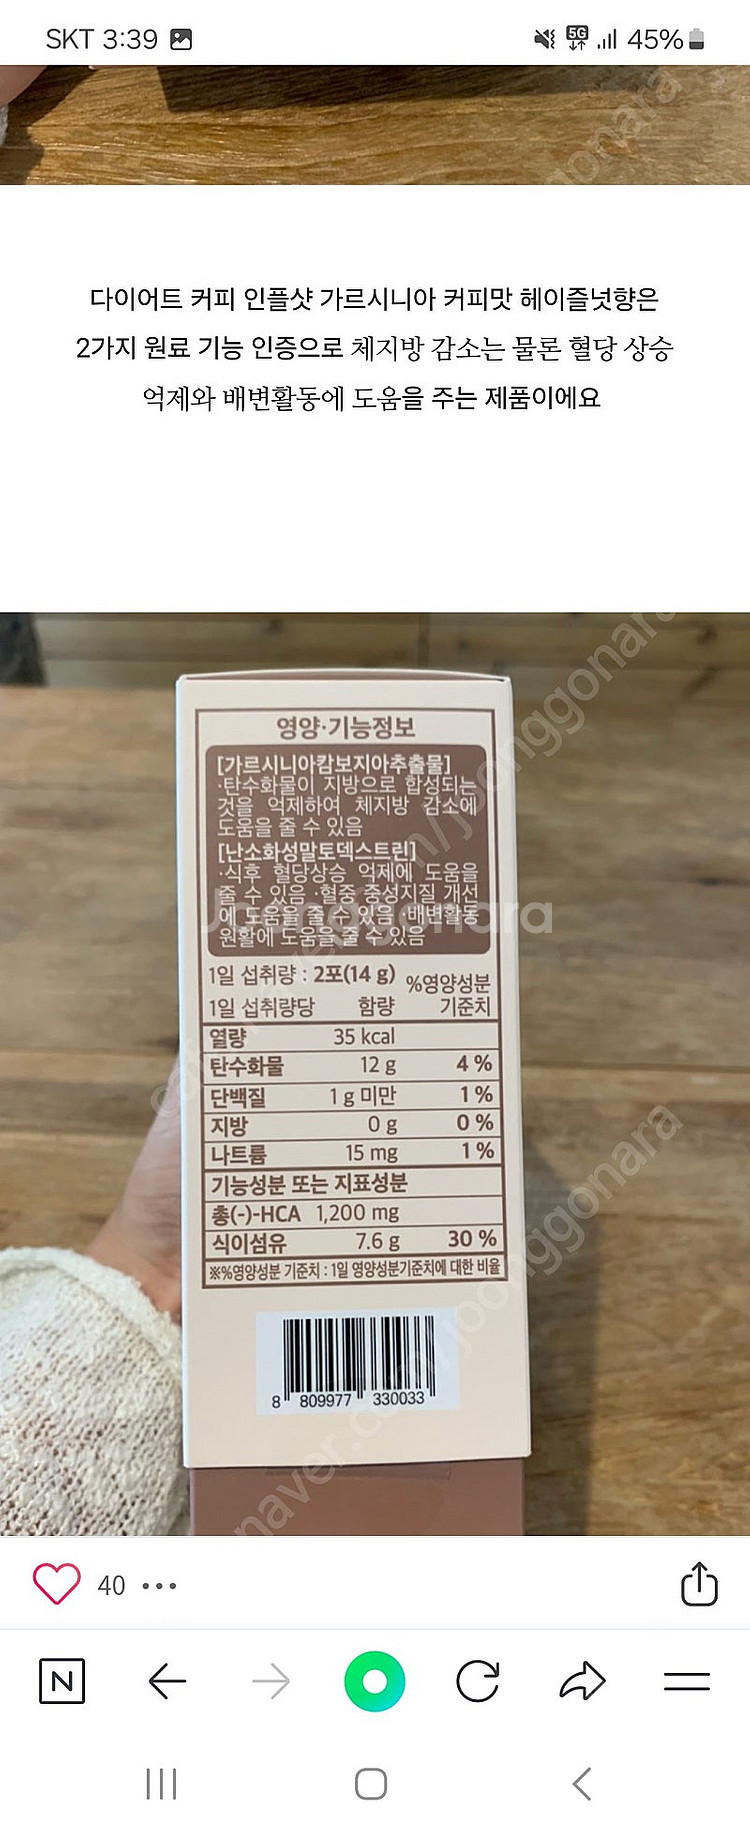 SKT 3:39
5G 45%
다이어트 커피 인플샷 가르시니아 커피맛 헤이즐넛향은
2가지 원료 기능 인증으로 체지방 감소는 물론 혈당 상승
억제와 배변활동에 도움을 주는 제품이에요
영양·기능정보
[가르시니아캄보지아추출물]
·탄수화물이 지방으로 합성되는
것을 억제하여 체지방 감소에
도움을 줄 수 있음
[난소화성말토덱스트린]
·식후 혈당상승 억제에 도움을
줄 수 있음 ·혈중 중성지질 개선
에 도움을 줄 수 있음 ·배변활동
원활에 도움을 줄 수 있음
Joonggonara
1일 섭취량 : 2포(14 g)
1일 섭취량당 함량 %영양성분 기준치
열량 35 kcal
탄수화물 12 g 4 %
단백질 1 g 미만 1 %
지방 0 g 0 %
나트륨 15 mg 1 %
기능성분 또는 지표성분
총(-)-HCA 1,200 mg
식이섬유 7.6 g 30 %
※%영양성분 기준치 : 1일 영양성분기준치에 대한 비율
8 809977 330033
40
N